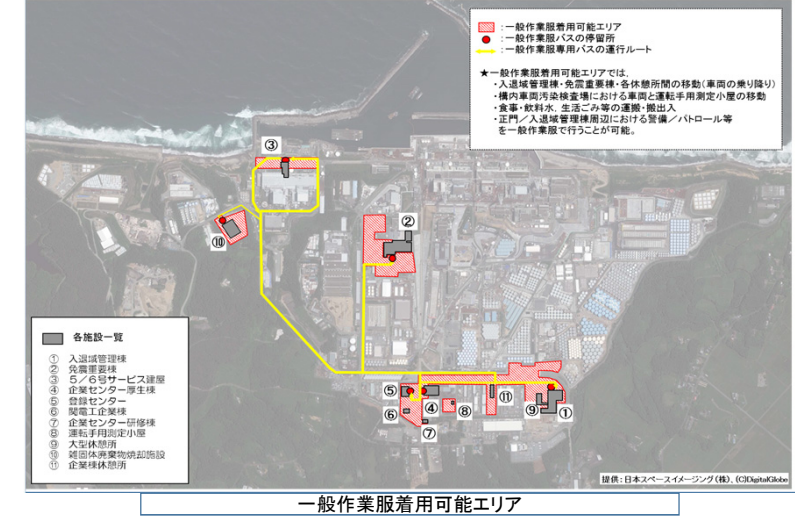 ：一般作業服着用可能エリア
：一般作業服バスの停留所
：一般作業服専用バスの運行ルート
★一般作業服着用可能エリアでは，
・入退域管理棟・免震重要棟・各休憩所間の移動（車両の乗り降り）
・構内車両汚染検査場における車両と運転手用測定小屋の移動
・食事・飲料水，生活ごみ等の運搬・搬出入
・正門／入退域管理棟周辺における警備／パトロール等
を一般作業服で行うことが可能。
③
②
⑩
⑤
④
⑥
⑦
⑧
⑪
⑨
①
各施設一覧
① 入退域管理棟
② 免震重要棟
③ ５／６号サービス建屋
④ 企業センター厚生棟
⑤ 登録センター
⑥ 関電工企業棟
⑦ 企業センター研修棟
⑧ 運転手用測定小屋
⑨ 大型休憩所
⑩ 雑固体廃棄物焼却施設
⑪ 企業棟休憩所
提供：日本スペースイメージング（株）、(C)DigitalGlobe
一般作業服着用可能エリア